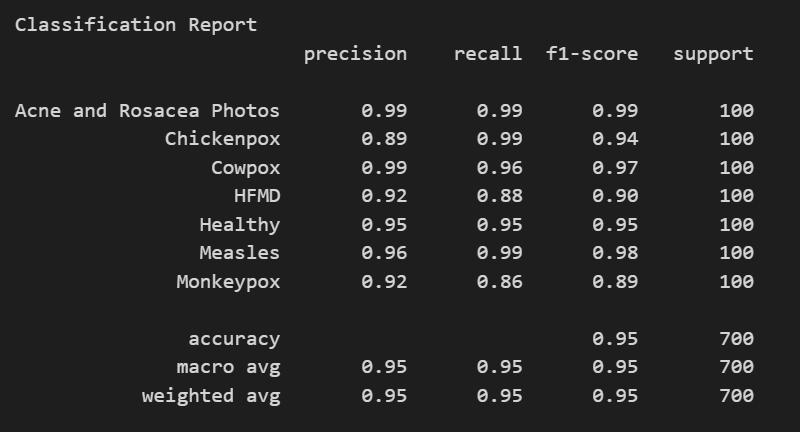 Classification Report
precision recall f1-score support
Acne and Rosacea Photos 0.99 0.99 0.99 100
Chickenpox 0.89 0.99 0.94 100
Cowpox 0.99 0.96 0.97 100
HFMD 0.92 0.88 0.90 100
Healthy 0.95 0.95 0.95 100
Measles 0.96 0.99 0.98 100
Monkeypox 0.92 0.86 0.89 100
accuracy 0.95 700
macro avg 0.95 0.95 0.95 700
weighted avg 0.95 0.95 0.95 700